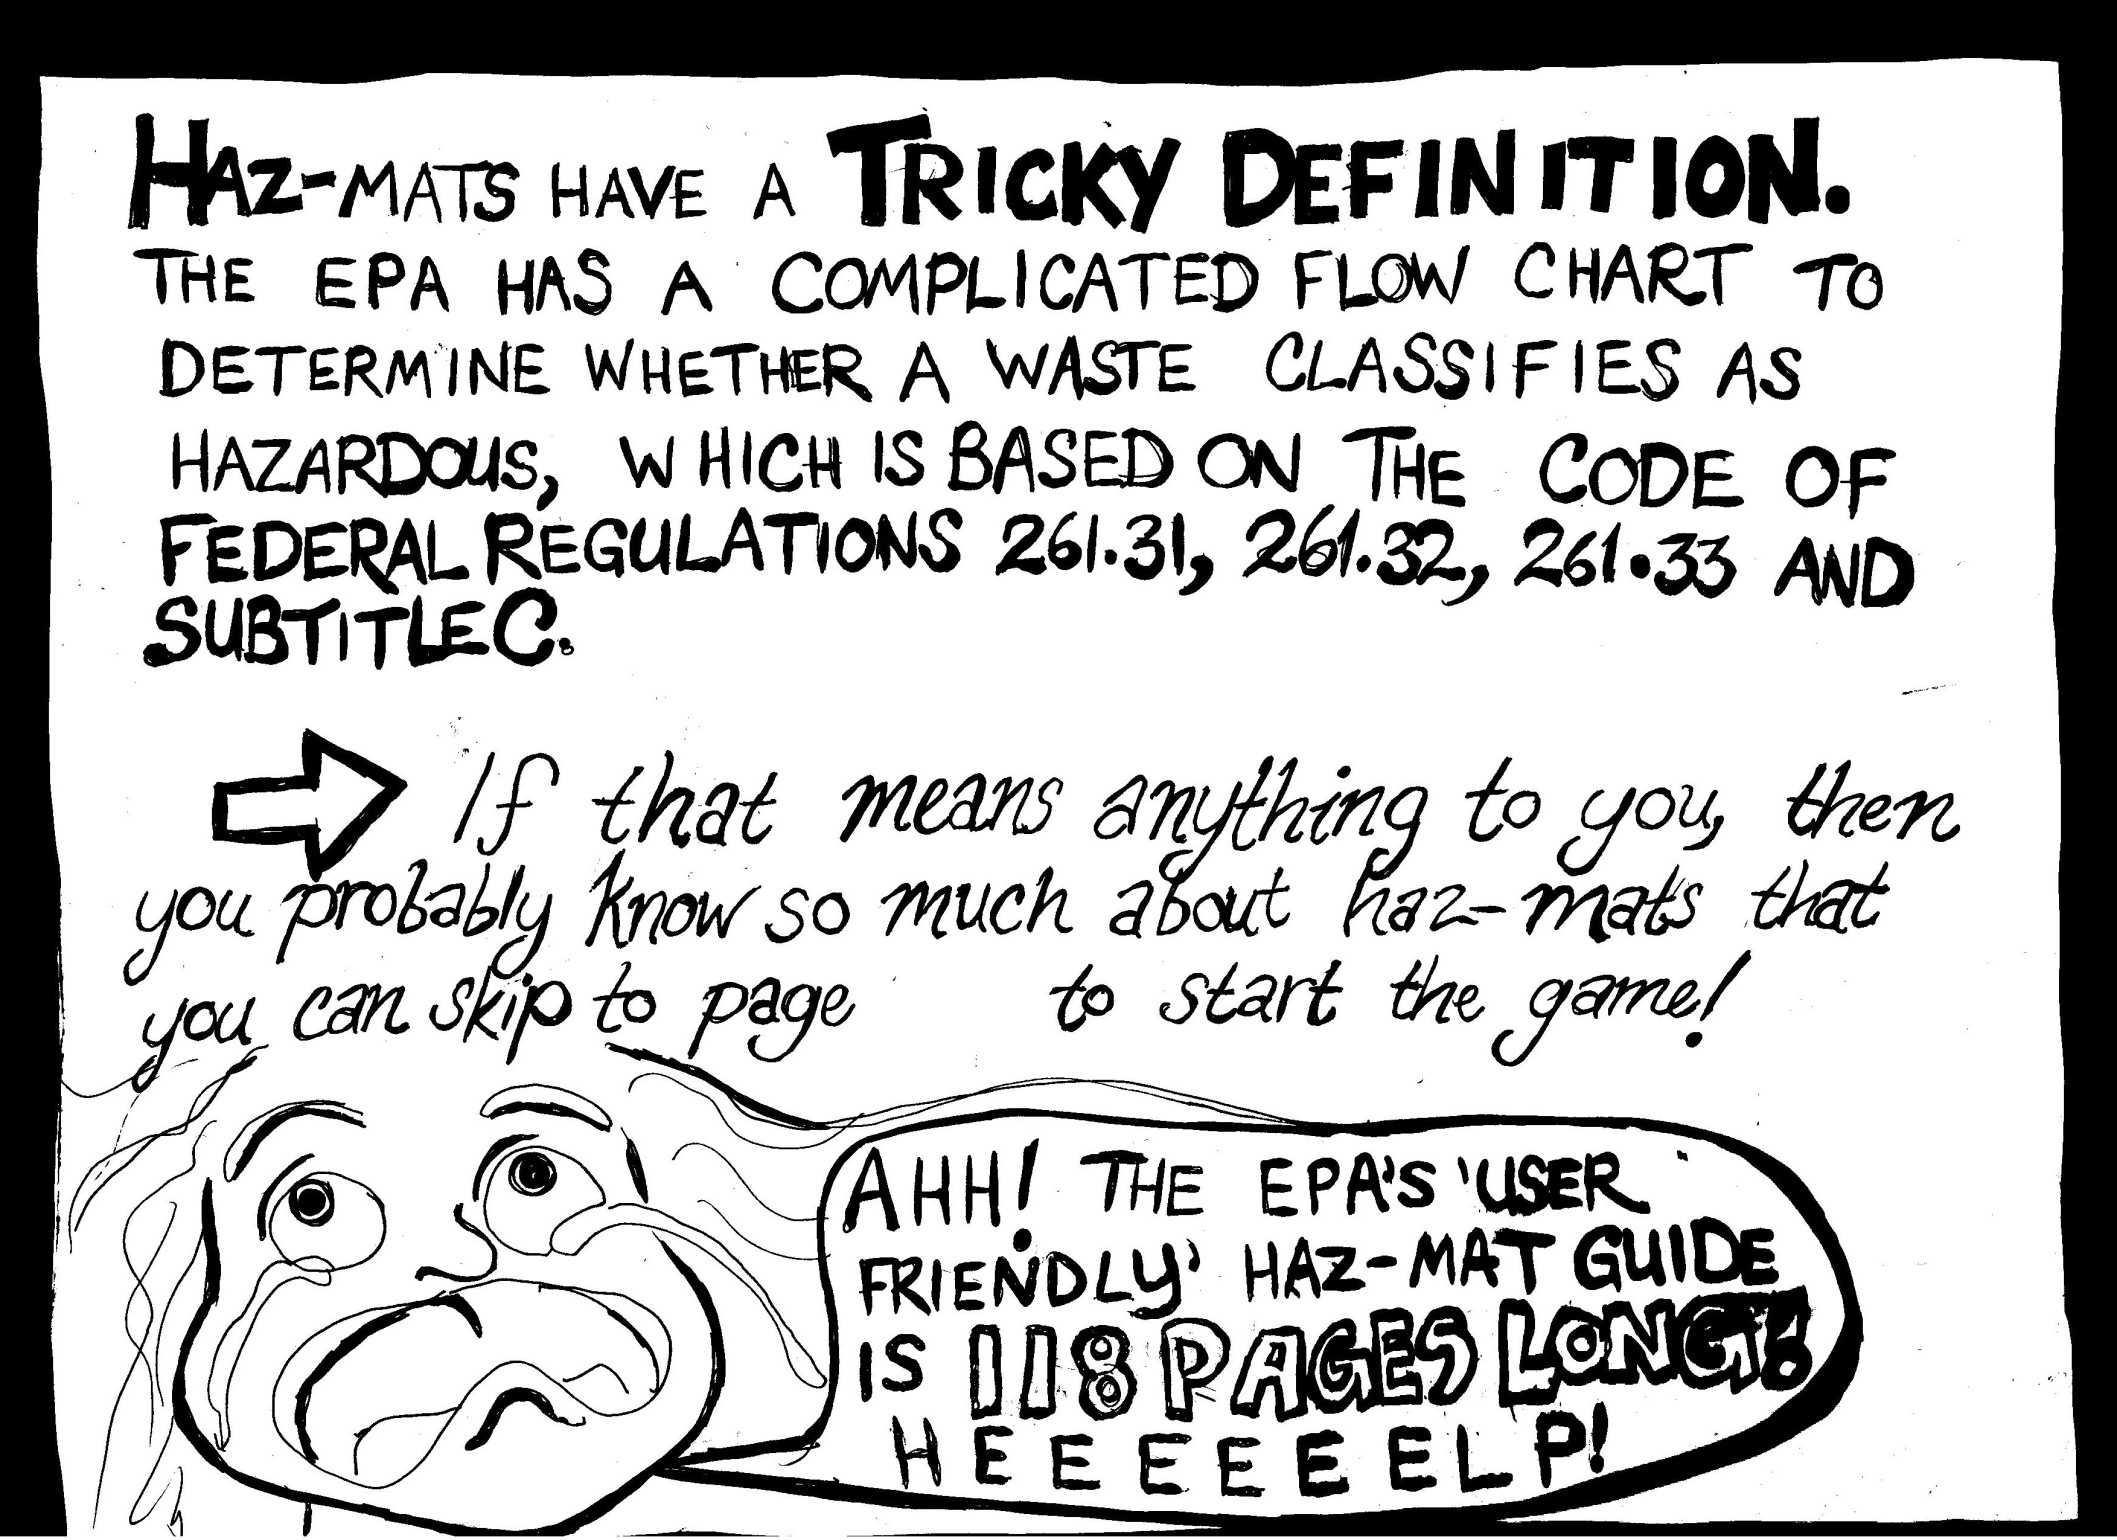 HAZ-MATS HAVE A TRICKY DEFINITION.
THE EPA HAS A COMPLICATED FLOW CHART TO
DETERMINE WHETHER A WASTE CLASSIFIES AS
HAZARDOUS, WHICH IS BASED ON THE CODE OF
FEDERAL REGULATIONS 261.31, 261.32, 261.33 AND
SUBTITLE C.
If that means anything to you, then
you probably know so much about haz-mats that
you can skip to page to start the game!
AHH! THE EPA'S 'USER
FRIENDLY' HAZ-MAT GUIDE
IS 118 PAGES LONG!
HEEEEEELP!